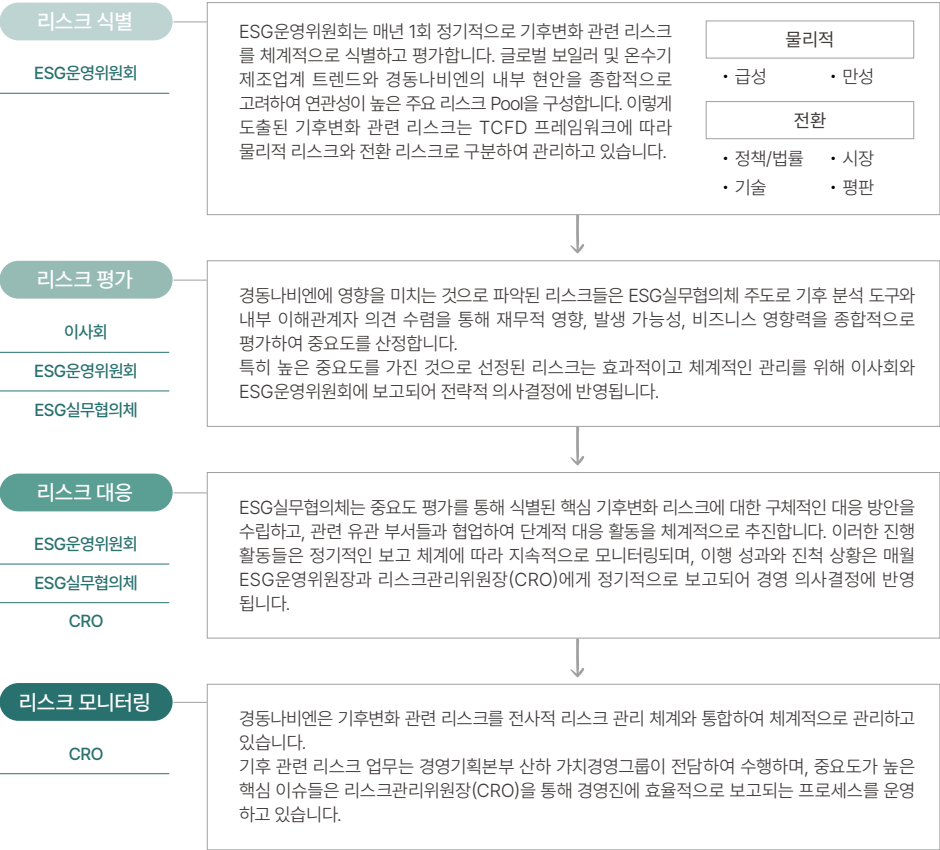 리스크 식별
ESG운영위원회
ESG운영위원회는 매년 1회 정기적으로 기후변화 관련 리스크
를 체계적으로 식별하고 평가합니다. 글로벌 보일러 및 온수기
제조업계 트렌드와 경동나비엔의 내부 현안을 종합적으로
고려하여 연관성이 높은 주요 리스크 Pool을 구성합니다. 이렇게
도출된 기후변화 관련 리스크는 TCFD 프레임워크에 따라
물리적 리스크와 전환 리스크로 구분하여 관리하고 있습니다.
물리적
• 급성 • 만성
전환
• 정책/법률 • 시장
• 기술 • 평판
리스크 평가
이사회
ESG운영위원회
ESG실무협의체
경동나비엔에 영향을 미치는 것으로 파악된 리스크들은 ESG실무협의체 주도로 기후 분석 도구와
내부 이해관계자 의견 수렴을 통해 재무적 영향, 발생 가능성, 비즈니스 영향력을 종합적으로
평가하여 중요도를 산정합니다.
특히 높은 중요도를 가진 것으로 선정된 리스크는 효과적이고 체계적인 관리를 위해 이사회와
ESG운영위원회에 보고되어 전략적 의사결정에 반영됩니다.
리스크 대응
ESG운영위원회
ESG실무협의체
CRO
ESG실무협의체는 중요도 평가를 통해 식별된 핵심 기후변화 리스크에 대한 구체적인 대응 방안을
수립하고, 관련 유관 부서들과 협업하여 단계적 대응 활동을 체계적으로 추진합니다. 이러한 진행
활동들은 정기적인 보고 체계에 따라 지속적으로 모니터링되며, 이행 성과와 진척 상황은 매월
ESG운영위원장과 리스크관리위원장(CRO)에게 정기적으로 보고되어 경영 의사결정에 반영
됩니다.
리스크 모니터링
CRO
경동나비엔은 기후변화 관련 리스크를 전사적 리스크 관리 체계와 통합하여 체계적으로 관리하고
있습니다.
기후 관련 리스크 업무는 경영기획본부 산하 가치경영그룹이 전담하여 수행하며, 중요도가 높은
핵심 이슈들은 리스크관리위원장(CRO)을 통해 경영진에 효율적으로 보고되는 프로세스를 운영
하고 있습니다.